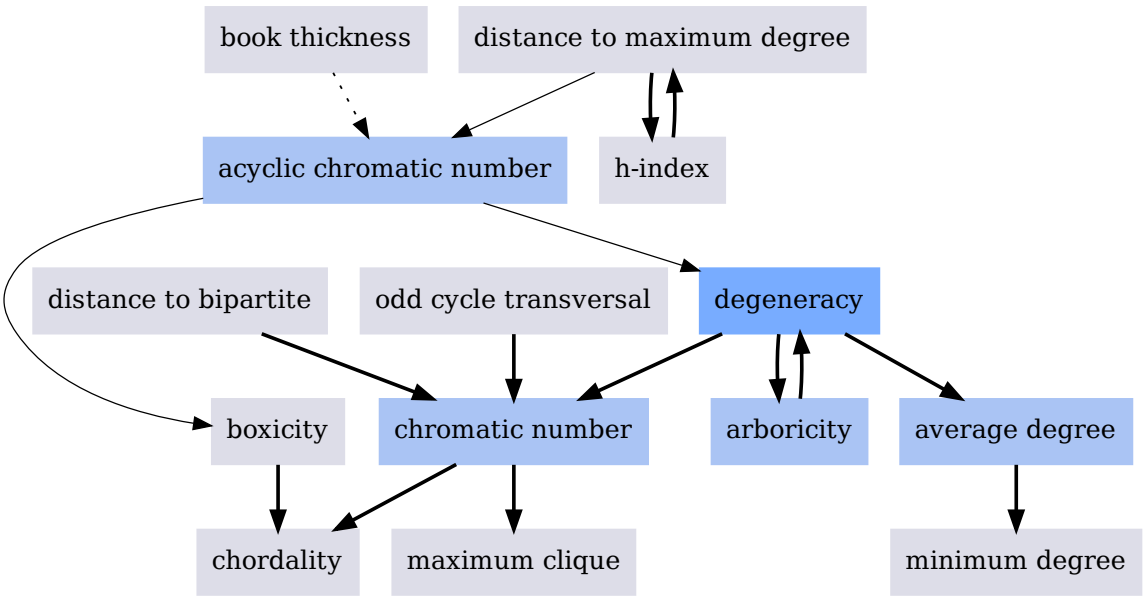 book thickness
distance to maximum degree
acyclic chromatic number
h-index
distance to bipartite
odd cycle transversal
degeneracy
boxicity
chromatic number
arboricity
average degree
chordality
maximum clique
minimum degree